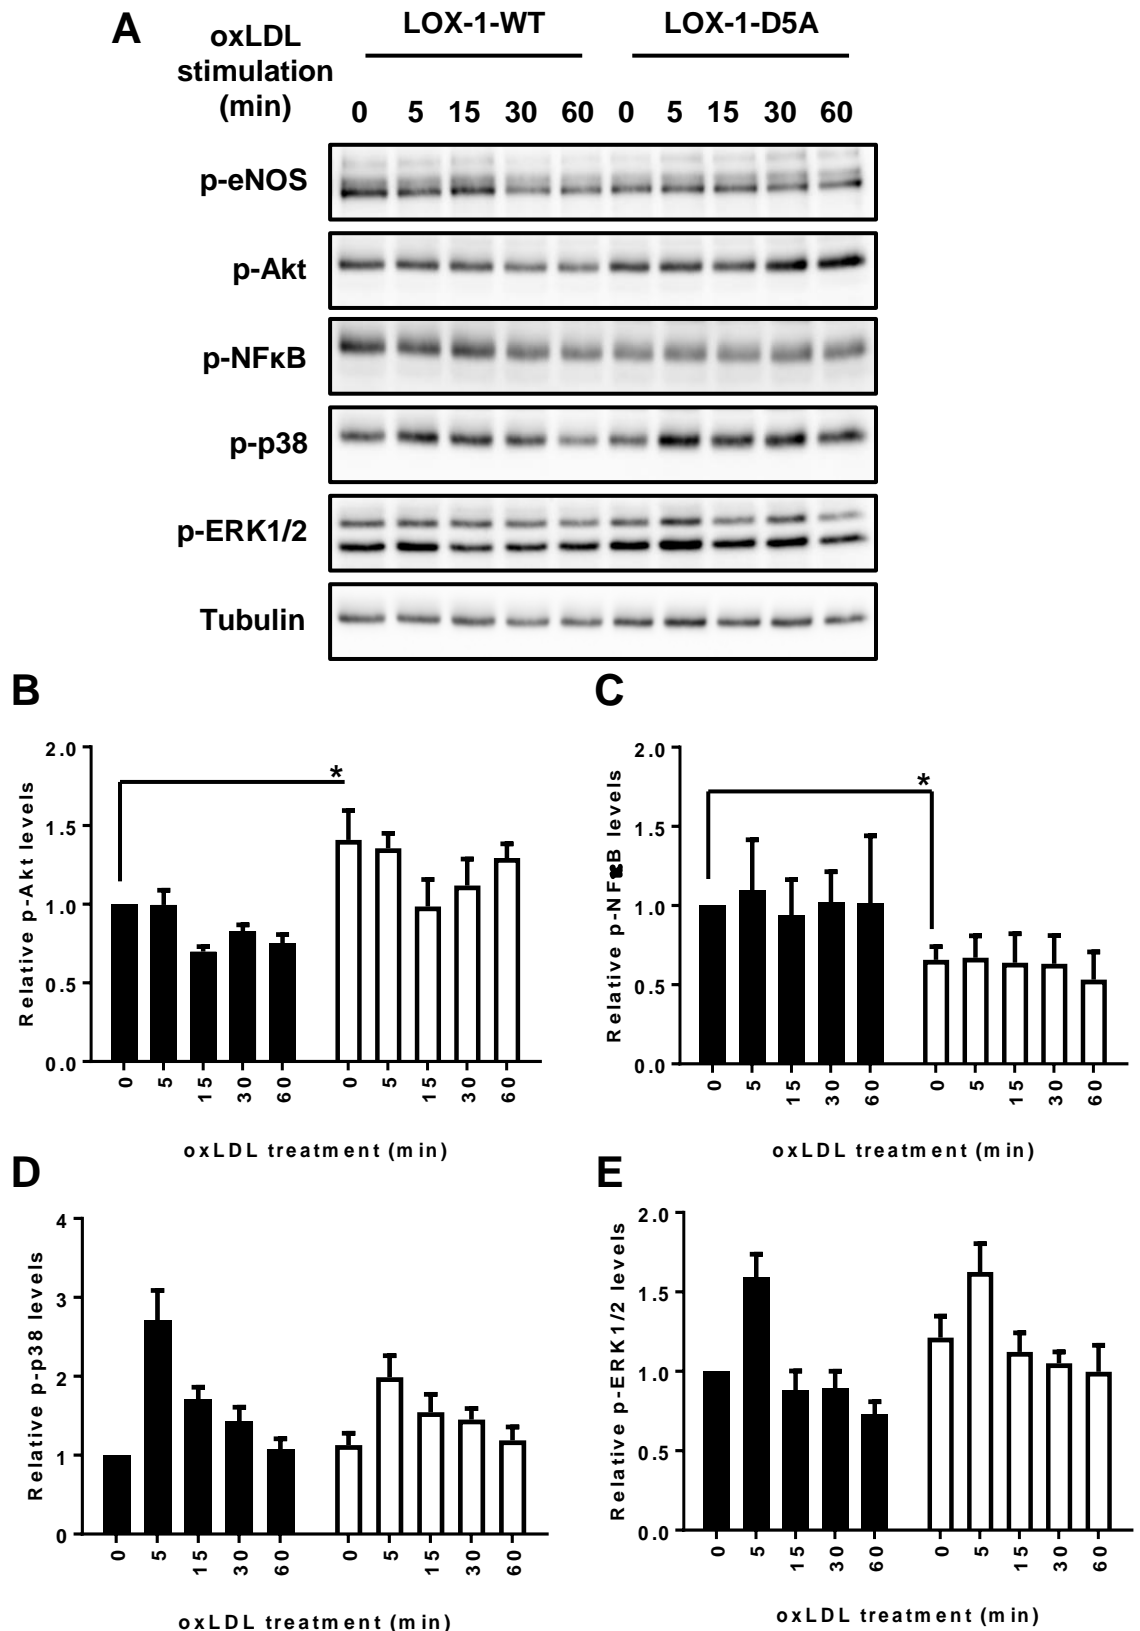 A
oxLDL
stimulation
(min)
LOX-1-WT
LOX-1-D5A
0 5 15 30 60 0 5 15 30 60
p-eNOS
p-Akt
p-NFκB
p-p38
p-ERK1/2
Tubulin
B
Relative p-Akt levels
2.0
1.5
1.0
0.5
0.0
*
0 5 15 30 60 0 5 15 30 60
oxLDL treatment (min)
C
Relative p-NFκB levels
2.0
1.5
1.0
0.5
0.0
*
0 5 15 30 60 0 5 15 30 60
oxLDL treatment (min)
D
Relative p-p38 levels
4
3
2
1
0
0 5 15 30 60 0 5 15 30 60
oxLDL treatment (min)
E
Relative p-ERK1/2 levels
2.0
1.5
1.0
0.5
0.0
0 5 15 30 60 0 5 15 30 60
oxLDL treatment (min)